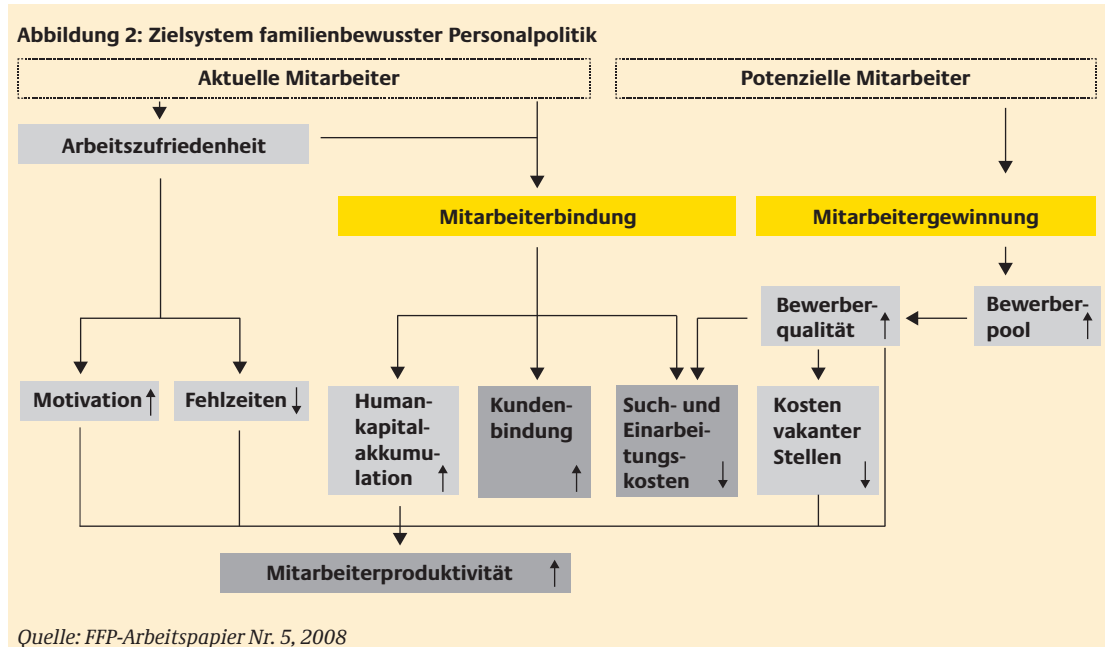 Abbildung 2: Zielsystem familienbewusster Personalpolitik
Aktuelle Mitarbeiter
Potenzielle Mitarbeiter
Arbeitszufriedenheit
Mitarbeiterbindung
Mitarbeitergewinnung
Bewerber-
qualität
Bewerber-
pool
Motivation
Fehlzeiten
Human-
kapital-
akkumu-
lation
Kunden-
bindung
Such- und
Einarbei-
tungs-
kosten
Kosten
vakanter
Stellen
Mitarbeiterproduktivität
Quelle: FFP-Arbeitspapier Nr. 5, 2008